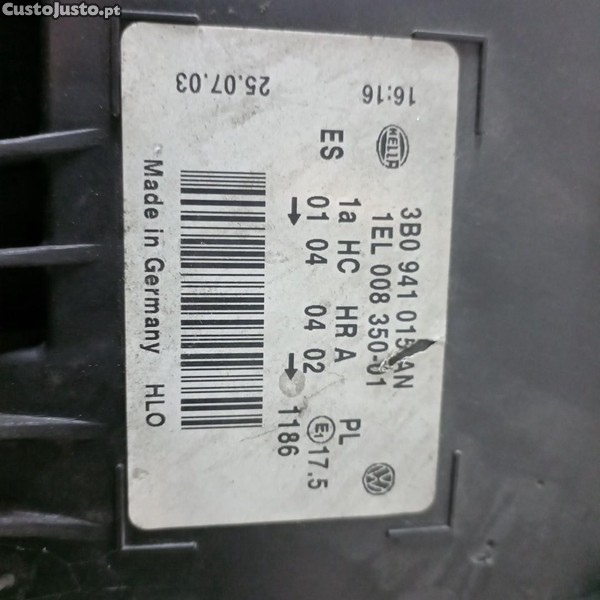 CustoJusto.pt
3B0 941 015 AN
1EL 008 350-01
HELLA
1a HC HR A PL
01 04 04 02 E1 17.5
→ → 1186
ES
16:16
25.07.03
Made in Germany HLO